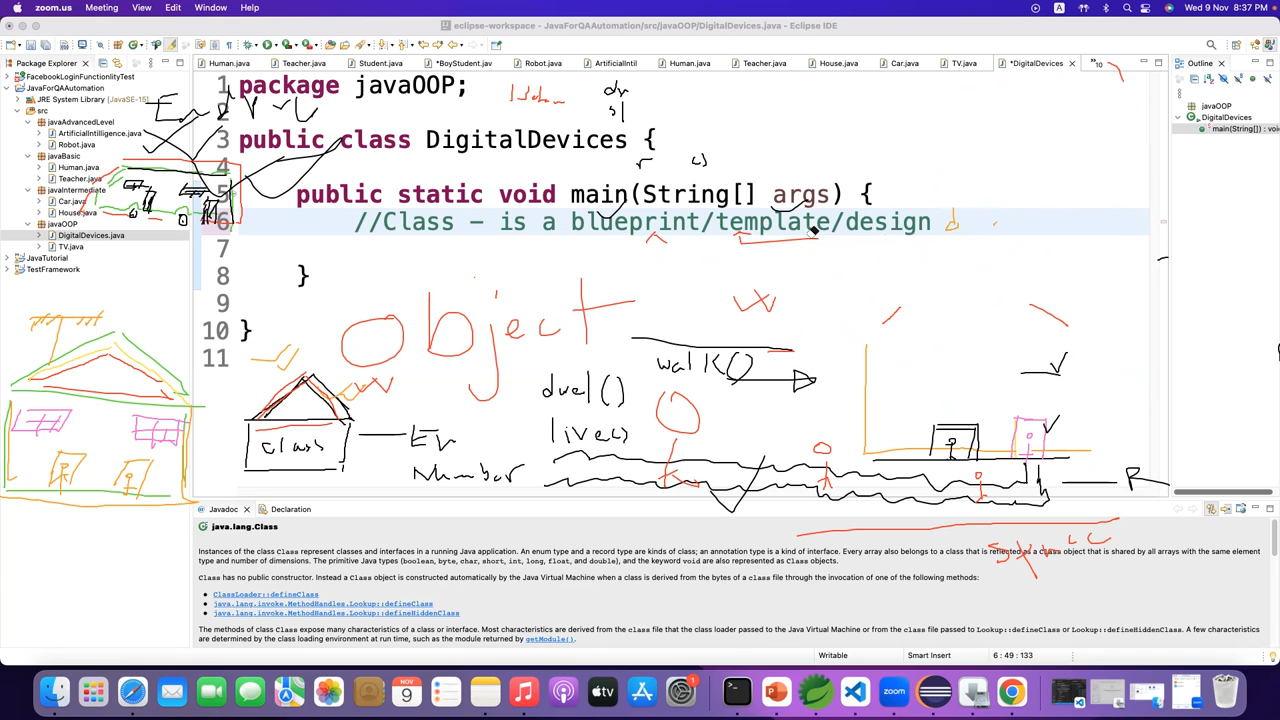 zoom.us Meeting View Edit Window Help
Wed 9 Nov 8:37 PM
eclipse-workspace - JavaForQAAutomation/src/javaOOP/DigitalDevices.java - Eclipse IDE
Package Explorer
Human.java Teacher.java Student.java *BoyStudent.java Robot.java ArtificialIntil Human.java Teacher.java House.java Car.java TV.java *DigitalDevices »10
Outline
FacebookLoginFunctionlityTest
JavaForQAAutomation
JRE System Library [JavaSE-15]
src
javaAdvancedLevel
ArtificialIntilligence.java
Robot.java
javaBasic
Human.java
Teacher.java
javaIntermediate
Car.java
House.java
javaOOP
DigitalDevices.java
TV.java
JavaTutorial
TestFramework
1 package javaOOP;
2
3 public class DigitalDevices {
4
5 public static void main(String[] args) {
6 //Class – is a blueprint/template/design
7
8 }
9
10 }
11
javaOOP
DigitalDevices
main(String[]) : vo
object
walk()
class
Number
live()
R
Javadoc Declaration
java.lang.Class
Instances of the class Class represent classes and interfaces in a running Java application. An enum type and a record type are kinds of class; an annotation type is a kind of interface. Every array also belongs to a class that is reflected as a Class object that is shared by all arrays with the same element
type and number of dimensions. The primitive Java types (boolean, byte, char, short, int, long, float, and double), and the keyword void are also represented as Class objects.
Class has no public constructor. Instead a Class object is constructed automatically by the Java Virtual Machine when a class is derived from the bytes of a class file through the invocation of one of the following methods:
ClassLoader::defineClass
java.lang.invoke.MethodHandles.Lookup::defineClass
java.lang.invoke.MethodHandles.Lookup::defineHiddenClass
The methods of class Class expose many characteristics of a class or interface. Most characteristics are derived from the class file that the class loader passed to the Java Virtual Machine or from the class file passed to Lookup::defineClass or Lookup::defineHiddenClass. A few characteristics
are determined by the class loading environment at run time, such as the module returned by getModule().
Writable Smart Insert 6 : 49 : 133
NOV
9
tv
zoom
1